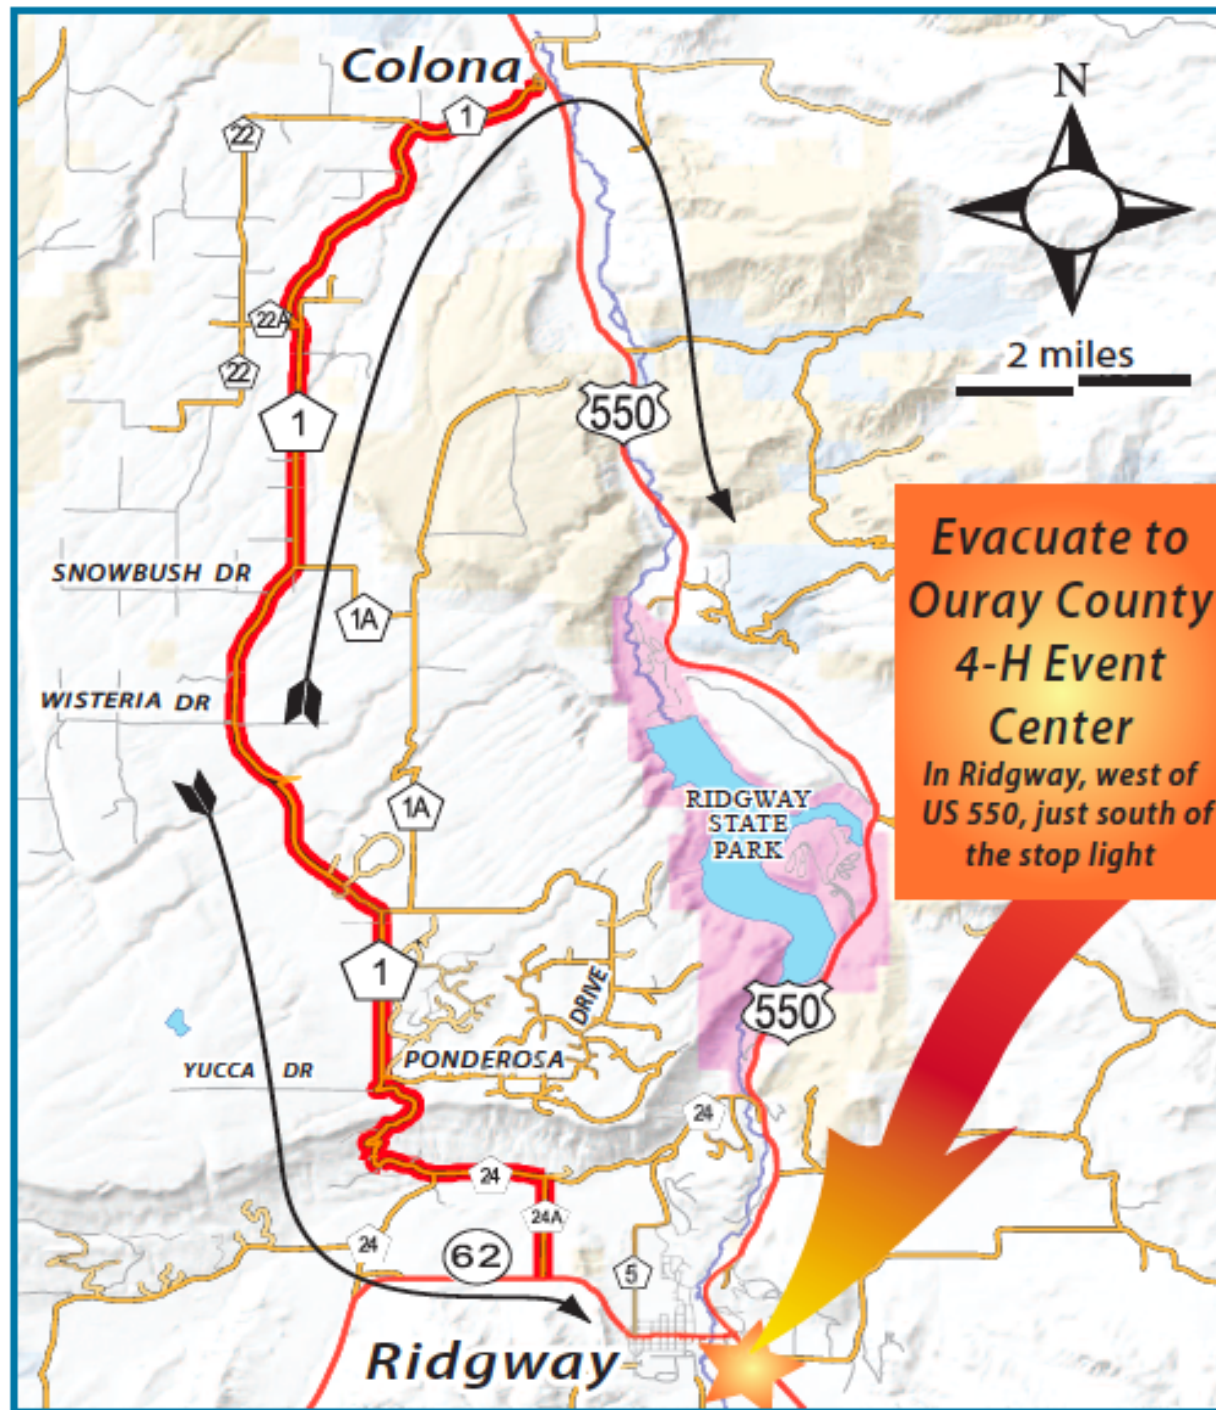 Colona
N
1
22
2 miles
22A
22
550
1
Evacuate to
Ouray County
4-H Event
Center
In Ridgway, west of
US 550, just south of
the stop light
SNOWBUSH DR
1A
WISTERIA DR
1A
RIDGWAY
STATE
PARK
1
DRIVE
550
PONDEROSA
YUCCA DR
24
24
24A
24
62
5
Ridgway